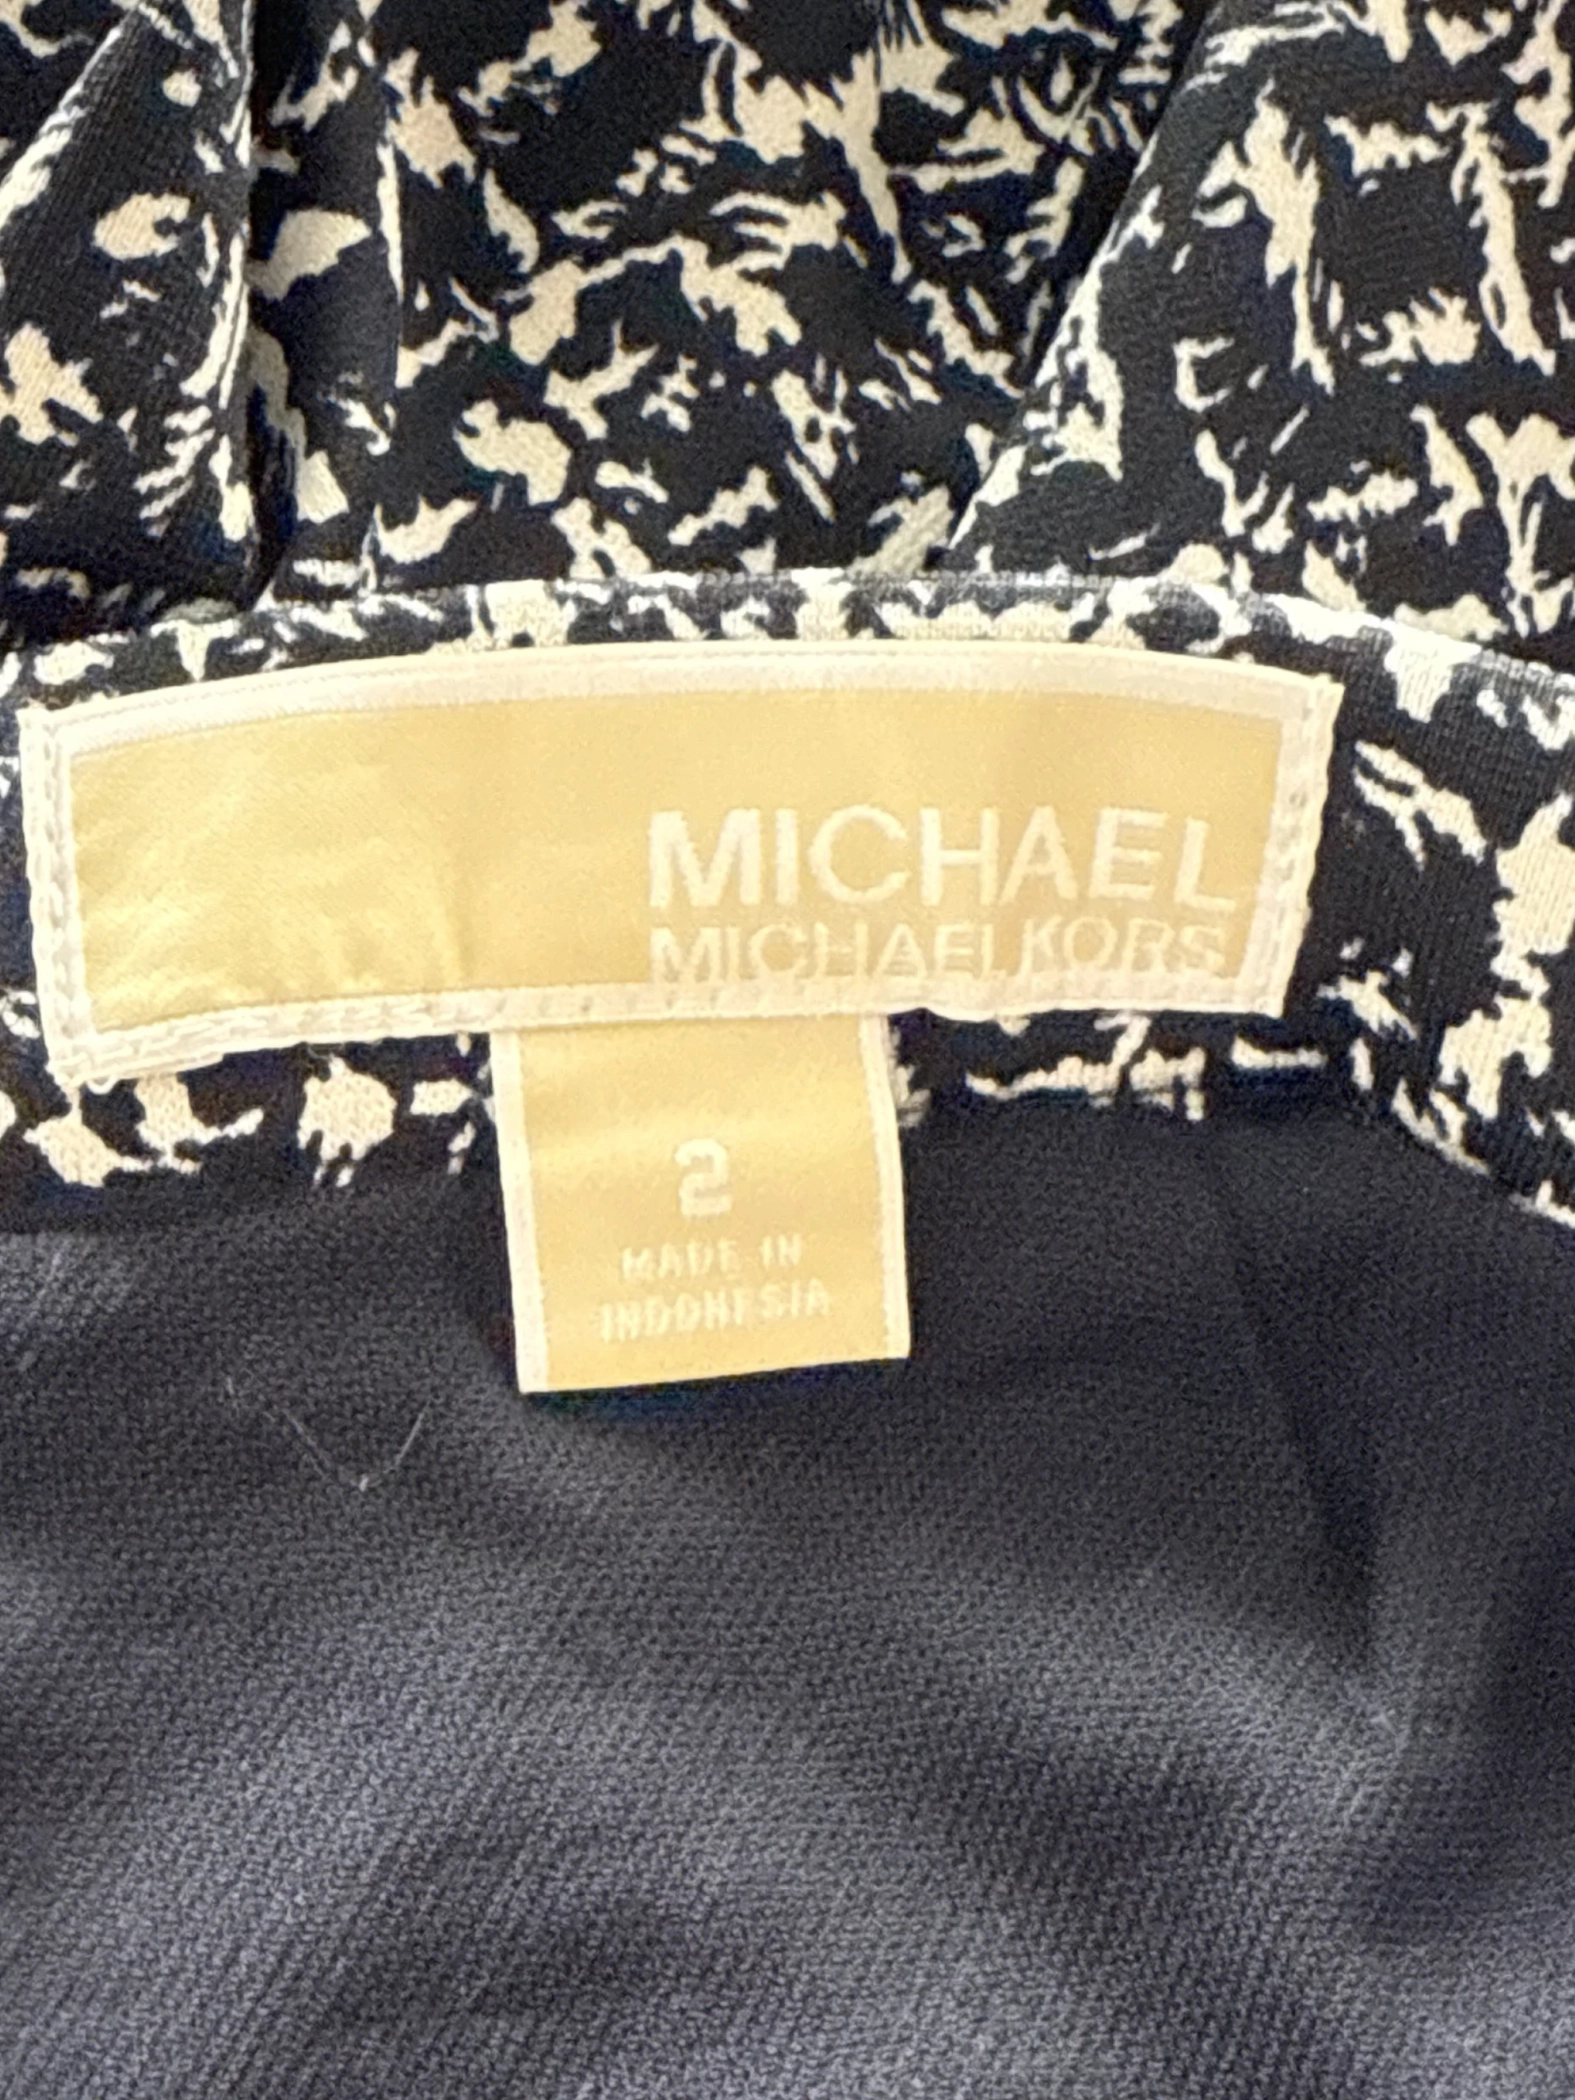 MICHAEL
MICHAEL KORS
2
MADE IN
INDONESIA